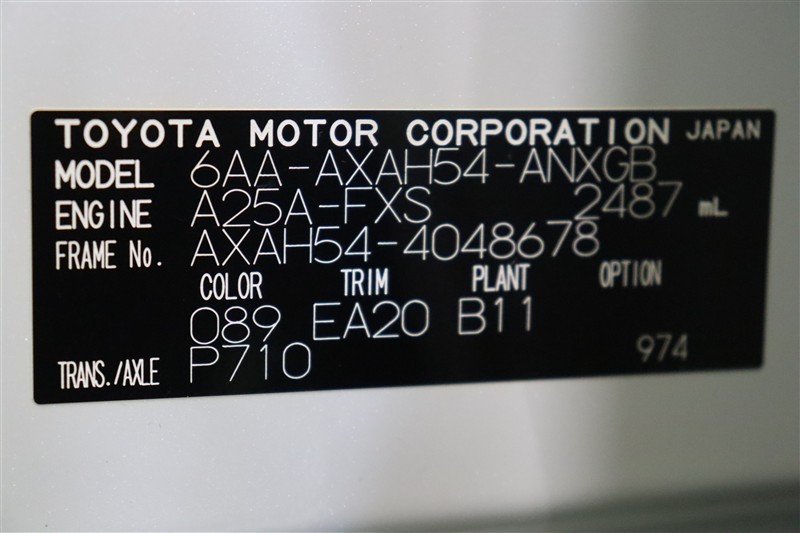 TOYOTA MOTOR CORPORATION JAPAN
MODEL 6AA-AXAH54-ANXGB
ENGINE A25A-FXS 2487 mL
FRAME No. AXAH54-4048678
COLOR TRIM PLANT OPTION
089 EA20 B11
TRANS./AXLE P710 974